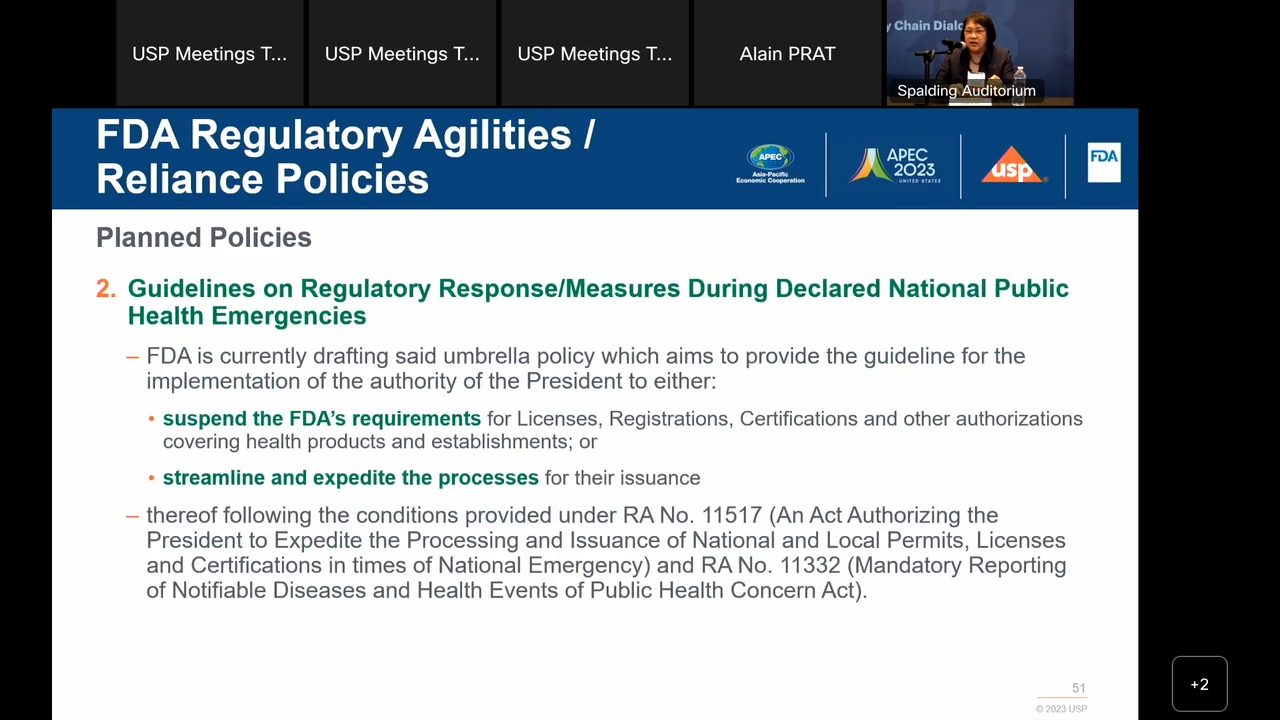 USP Meetings T...
USP Meetings T...
USP Meetings T...
Alain PRAT
y Chain Dialo
Spalding Auditorium
FDA Regulatory Agilities /
Reliance Policies
APEC
Asia-Pacific
Economic Cooperation
APEC
2023
UNITED STATES
usp
FDA
Planned Policies
2. Guidelines on Regulatory Response/Measures During Declared National Public
Health Emergencies
– FDA is currently drafting said umbrella policy which aims to provide the guideline for the
implementation of the authority of the President to either:
• suspend the FDA’s requirements for Licenses, Registrations, Certifications and other authorizations
covering health products and establishments; or
• streamline and expedite the processes for their issuance
– thereof following the conditions provided under RA No. 11517 (An Act Authorizing the
President to Expedite the Processing and Issuance of National and Local Permits, Licenses
and Certifications in times of National Emergency) and RA No. 11332 (Mandatory Reporting
of Notifiable Diseases and Health Events of Public Health Concern Act).
51
© 2023 USP
+2